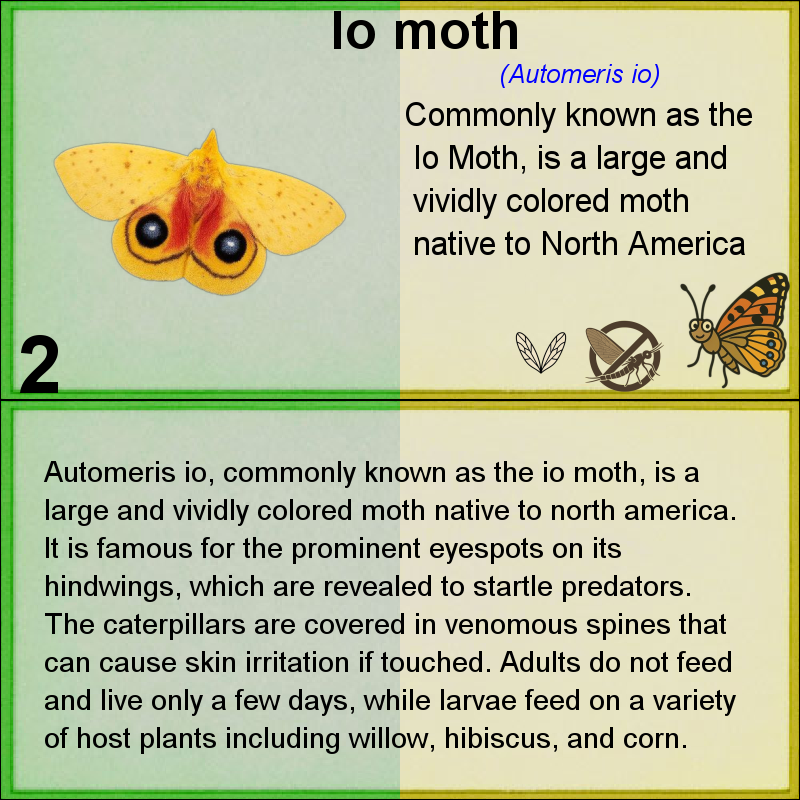 Io moth
(Automeris io)
Commonly known as the
Io Moth, is a large and
vividly colored moth
native to North America
2
Automeris io, commonly known as the io moth, is a
large and vividly colored moth native to north america.
It is famous for the prominent eyespots on its
hindwings, which are revealed to startle predators.
The caterpillars are covered in venomous spines that
can cause skin irritation if touched. Adults do not feed
and live only a few days, while larvae feed on a variety
of host plants including willow, hibiscus, and corn.